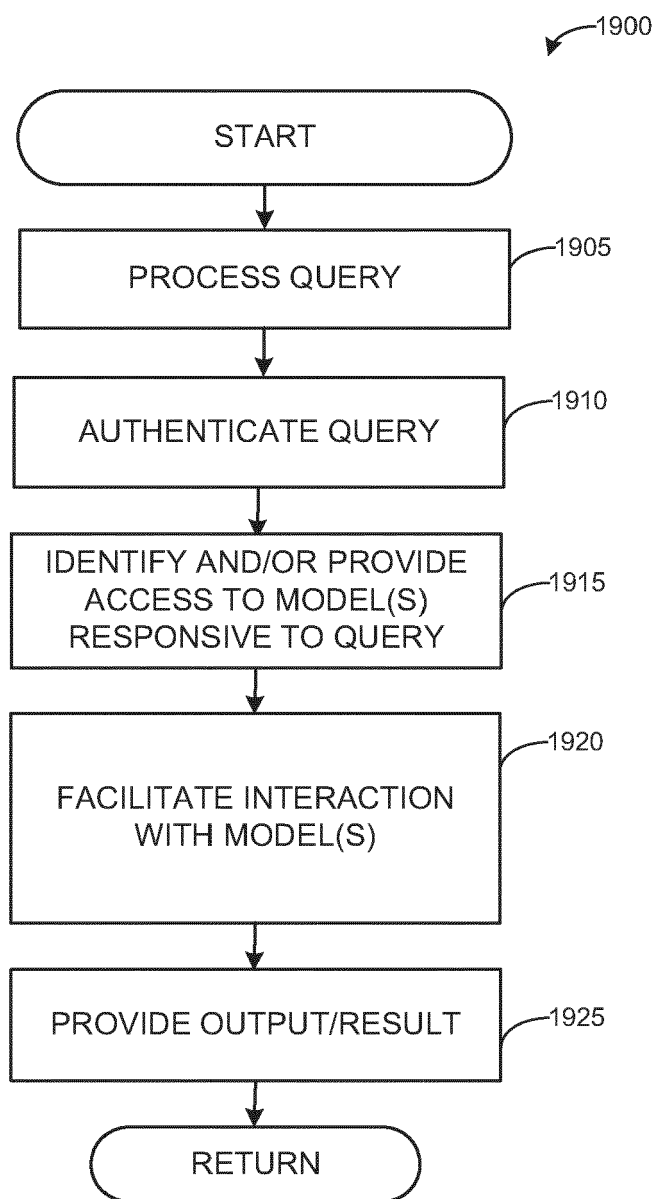 1900
START
PROCESS QUERY
1905
AUTHENTICATE QUERY
1910
IDENTIFY AND/OR PROVIDE
ACCESS TO MODEL(S)
RESPONSIVE TO QUERY
1915
FACILITATE INTERACTION
WITH MODEL(S)
1920
PROVIDE OUTPUT/RESULT
1925
RETURN